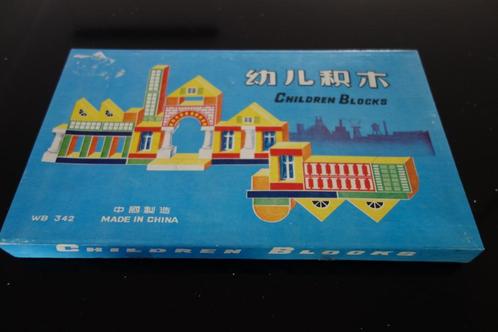 幼儿积木
CHILDREN BLOCKS
WB 342
中國製造
MADE IN CHINA
CHILDREN BLOCKS